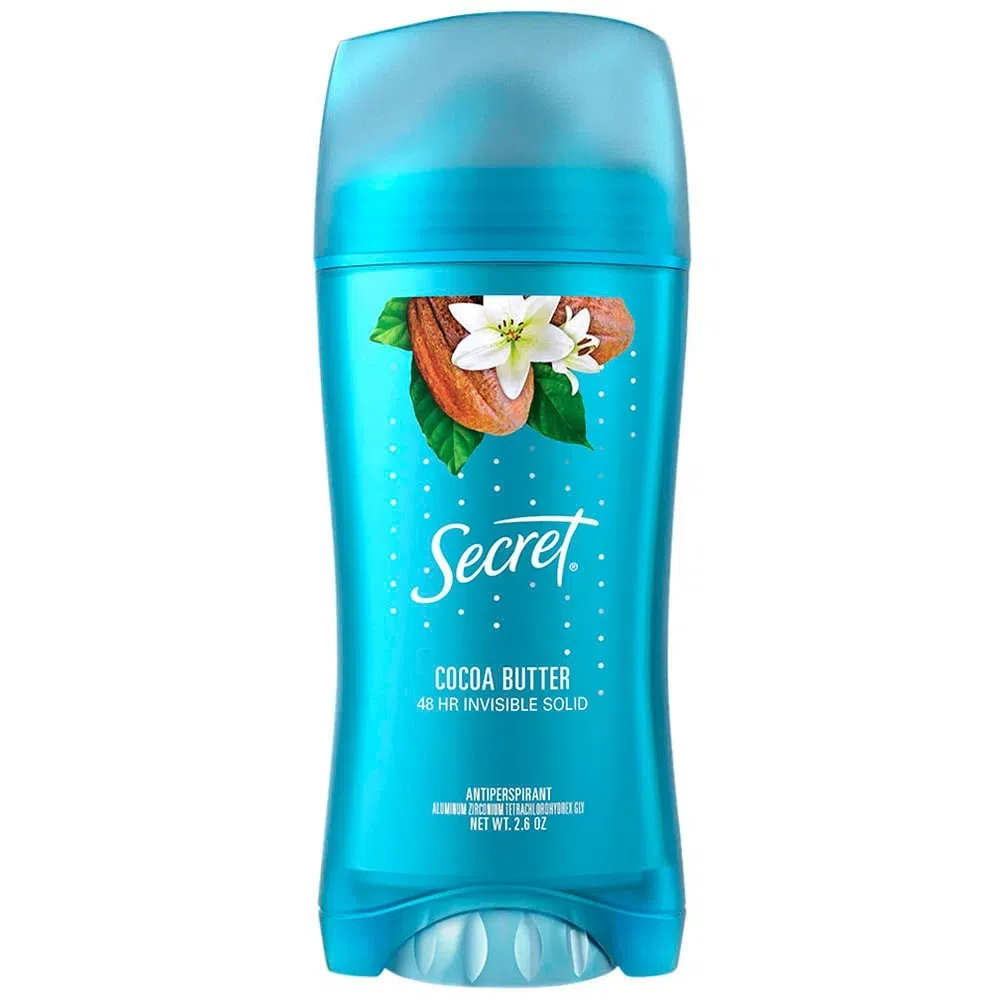 Secret®
COCOA BUTTER
48 HR INVISIBLE SOLID
ANTIPERSPIRANT
ALUMINUM ZIRCONIUM TETRACHLOROHYDREX GLY
NET WT. 2.6 OZ